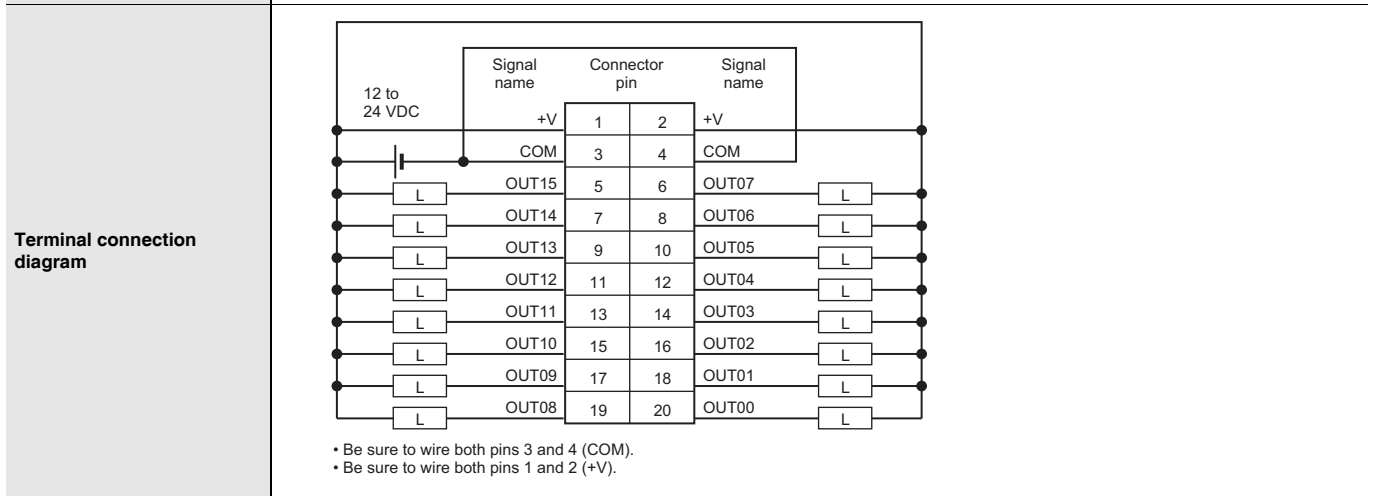 Terminal connection
diagram
Signal
name
Connector
pin
Signal
name
12 to
24 VDC
+V 1 2 +V
COM 3 4 COM
L OUT15 5 6 OUT07 L
L OUT14 7 8 OUT06 L
L OUT13 9 10 OUT05 L
L OUT12 11 12 OUT04 L
L OUT11 13 14 OUT03 L
L OUT10 15 16 OUT02 L
L OUT09 17 18 OUT01 L
L OUT08 19 20 OUT00 L
• Be sure to wire both pins 3 and 4 (COM).
• Be sure to wire both pins 1 and 2 (+V).